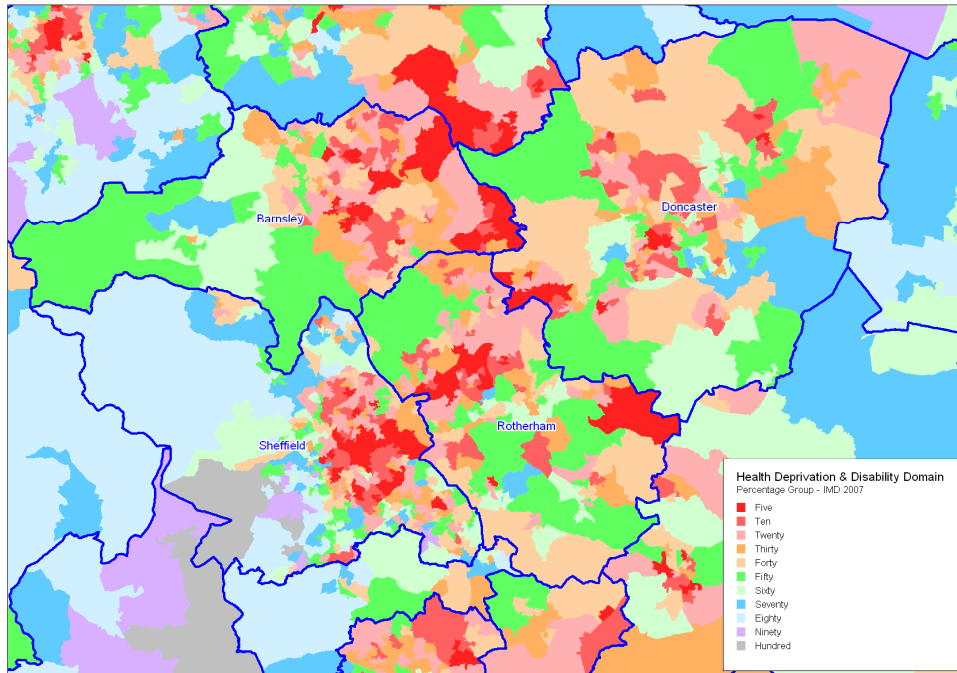 Barnsley
Doncaster
Sheffield
Rotherham
Health Deprivation & Disability Domain
Percentage Group - IMD 2007
Five
Ten
Twenty
Thirty
Forty
Fifty
Sixty
Seventy
Eighty
Ninety
Hundred